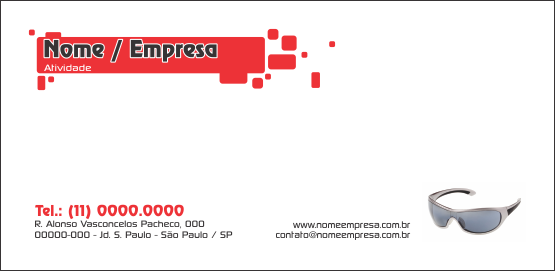 Nome / Empresa
Atividade
Tel.: (11) 0000.0000
R. Alonso Vasconcelos Pacheco, 000
00000-000 - Jd. S. Paulo - São Paulo / SP
www.nomeempresa.com.br
contato@nomeempresa.com.br